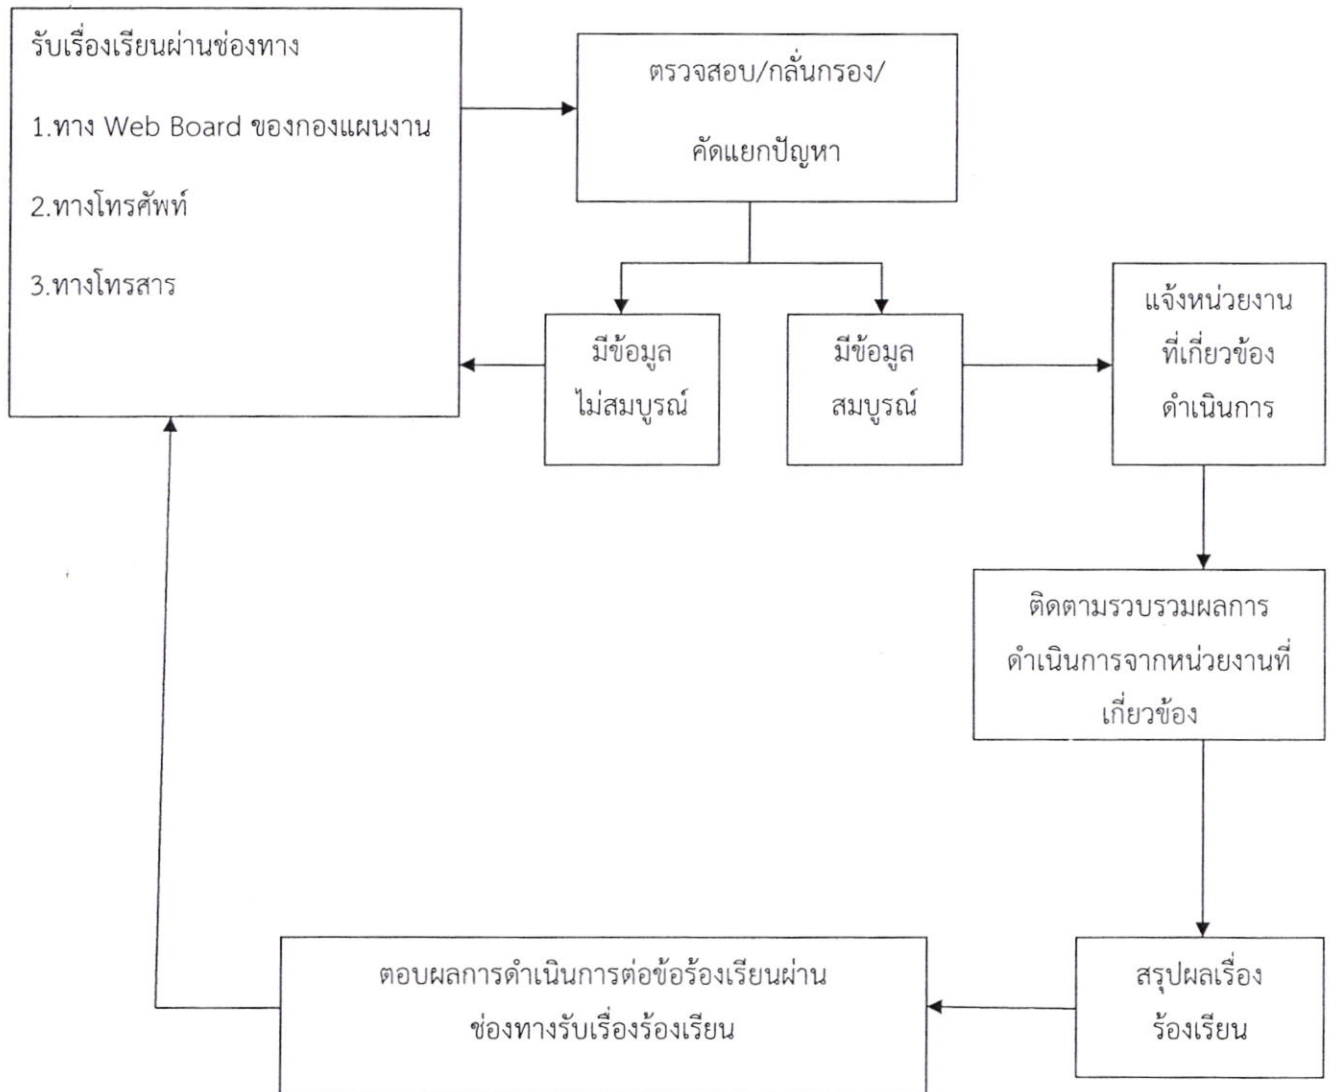 รับเรื่องเรียนผ่านช่องทาง
1.ทาง Web Board ของกองแผนงาน
2.ทางโทรศัพท์
3.ทางโทรสาร
ตรวจสอบ/กลั่นกรอง/
คัดแยกปัญหา
มีข้อมูล
ไม่สมบูรณ์
มีข้อมูล
สมบูรณ์
แจ้งหน่วยงาน
ที่เกี่ยวข้อง
ดำเนินการ
ติดตามรวบรวมผลการ
ดำเนินการจากหน่วยงานที่
เกี่ยวข้อง
สรุปผลเรื่อง
ร้องเรียน
ตอบผลการดำเนินการต่อข้อร้องเรียนผ่าน
ช่องทางรับเรื่องร้องเรียน